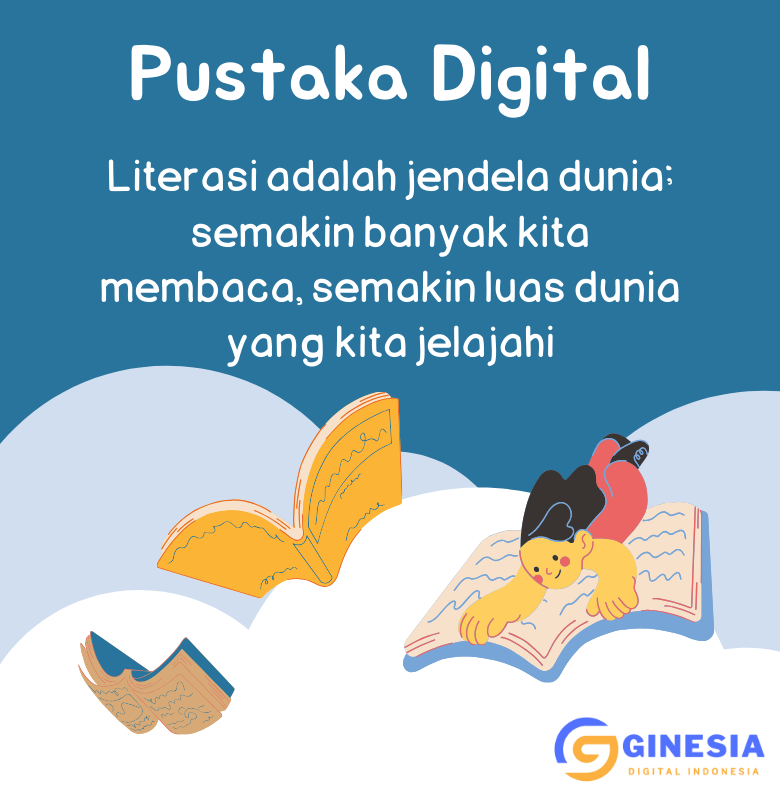 Pustaka Digital
Literasi adalah jendela dunia;
semakin banyak kita
membaca, semakin luas dunia
yang kita jelajahi
GINESIA
DIGITAL INDONESIA